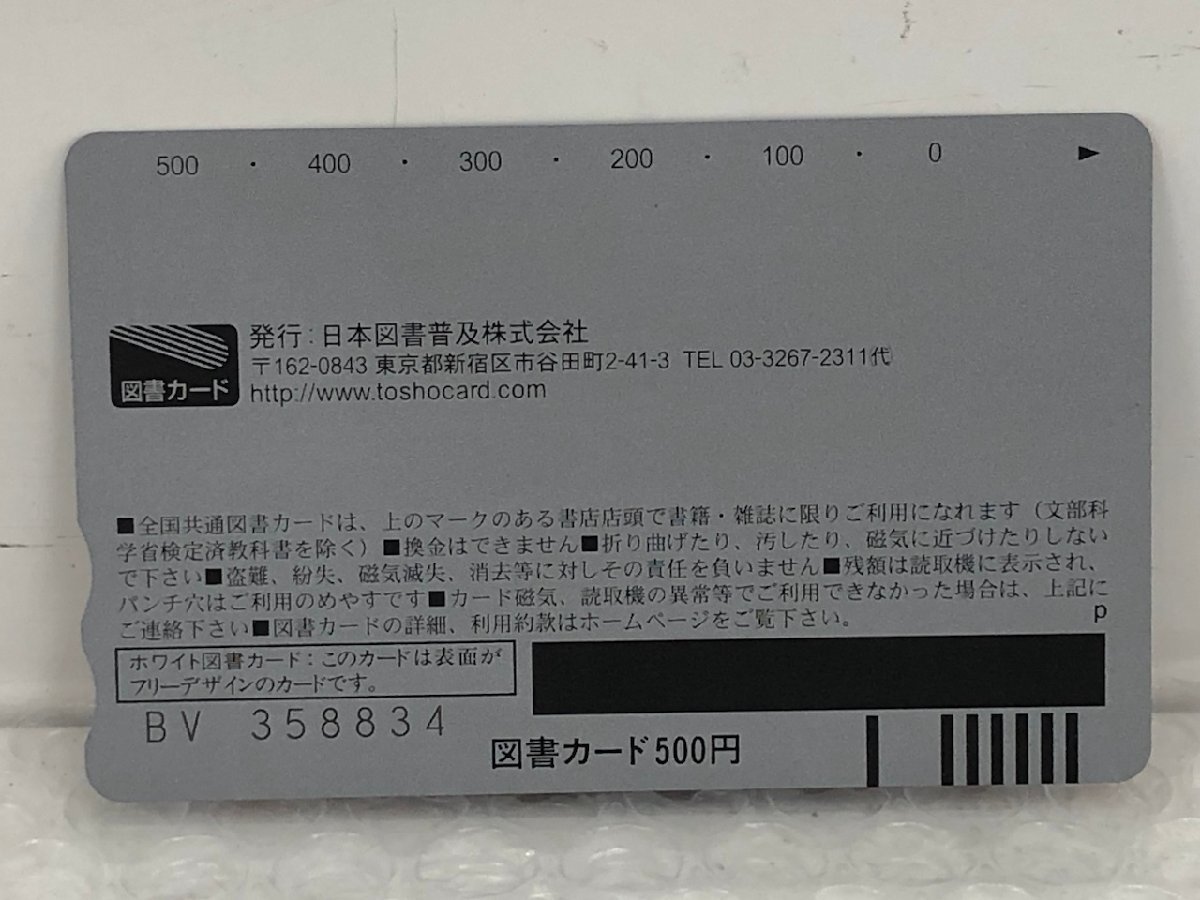 500 ・ 400 ・ 300 ・ 200 ・ 100 ・ 0 ▶
図書カード
発行：日本図書普及株式会社
〒162-0843 東京都新宿区市谷田町2-41-3 TEL 03-3267-2311代
http://www.toshocard.com
■全国共通図書カードは、上のマークのある書店店頭で書籍・雑誌に限りご利用になれます（文部科
学省検定済教科書を除く）■換金はできません■折り曲げたり、汚したり、磁気に近づけたりしない
で下さい■盗難、紛失、磁気滅失、消去等に対しその責任を負いません■残額は読取機に表示され、
パンチ穴はご利用のめやすです■カード磁気、読取機の異常等でご利用できなかった場合は、上記に
ご連絡下さい■図書カードの詳細、利用約款はホームページをご覧下さい。
p
ホワイト図書カード：このカードは表面が
フリーデザインのカードです。
BV 358834
図書カード500円